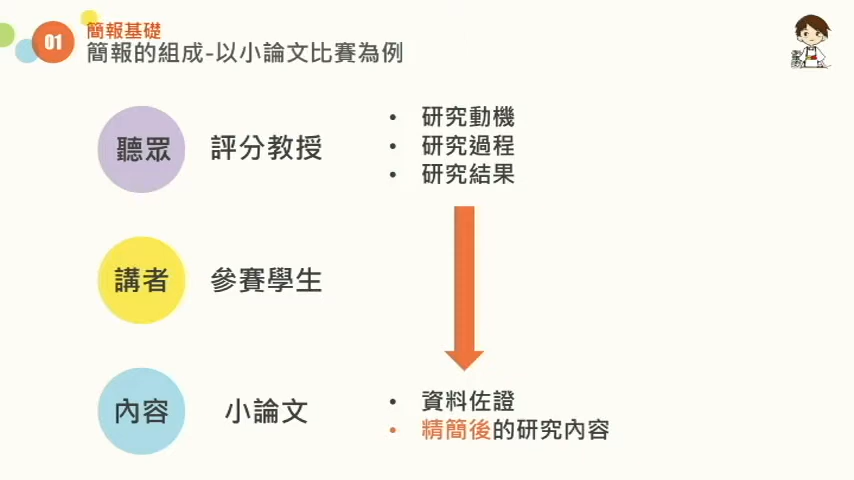 01
簡報基礎
簡報的組成-以小論文比賽為例
聽眾
評分教授
• 研究動機
• 研究過程
• 研究結果
講者
參賽學生
內容
小論文
• 資料佐證
• 精簡後的研究內容